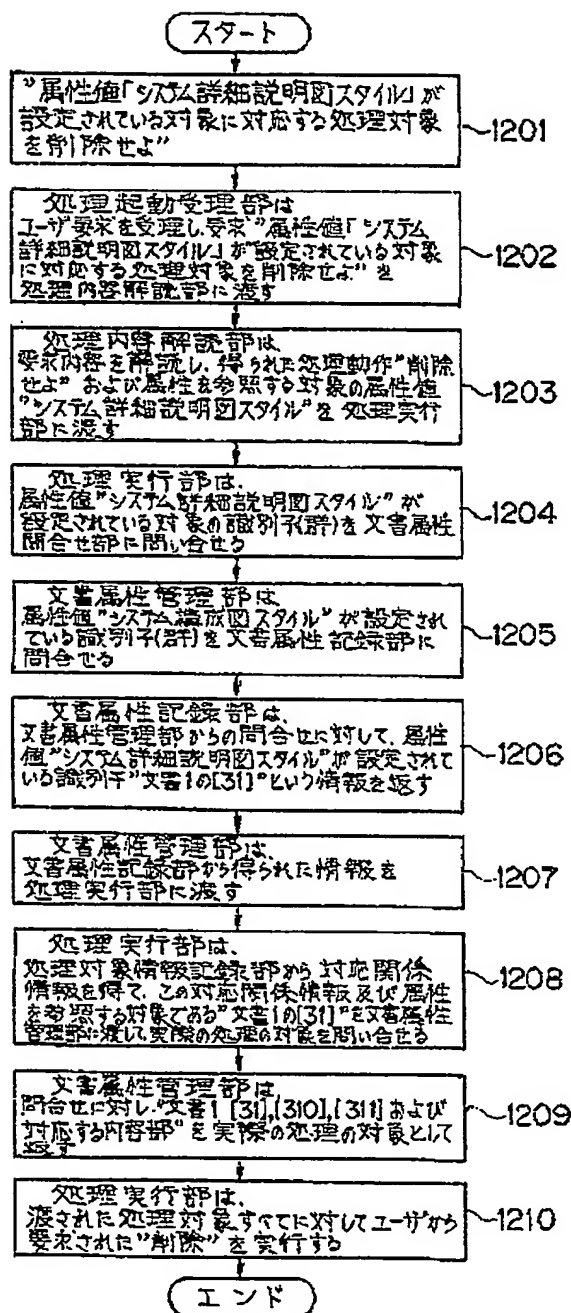 スタート
"属性値「システム詳細説明図スタイル」が
設定されている対象に対応する処理対象
を削除せよ"
1201
処理起動受理部は
ユーザ要求を受理し要求"属性値「システム
詳細説明図スタイル」が設定されている対象
に対応する処理対象を削除せよ"を
処理内容解読部に渡す
1202
処理内容解読部は、
要求内容を解読し、得られた処理動作"削除
せよ"および属性を参照する対象の属性値
"システム詳細説明図スタイル"を処理実行
部に渡す
1203
処理実行部は、
属性値"システム詳細説明図スタイル"が
設定されている対象の識別子(群)を文書属性
問合せ部に問い合せる
1204
文書属性管理部は
属性値"システム構成図スタイル"が設定され
ている識別子(群)を文書属性記録部に
問合せる
1205
文書属性記録部は、
文書属性管理部からの問合せに対して、属性
値"システム詳細説明図スタイル"が設定されて
いる識別子"文書1の[31]"という情報を返す
1206
文書属性管理部は、
文書属性記録部から得られた情報を
処理実行部に渡す
1207
処理実行部は、
処理対象情報記録部から対応関係
情報を得て、この対応関係情報及び属性
を参照する対象である"文書1の[31]"を文書属性
管理部に渡して実際の処理の対象を問い合せる
1208
文書属性管理部は
問合せに対し"文書1 [31],[310],[311]および
対応する内容部"を実際の処理の対象として
返す
1209
処理実行部は、
渡された処理対象すべてに対してユーザから
要求された"削除"を実行する
1210
エンド